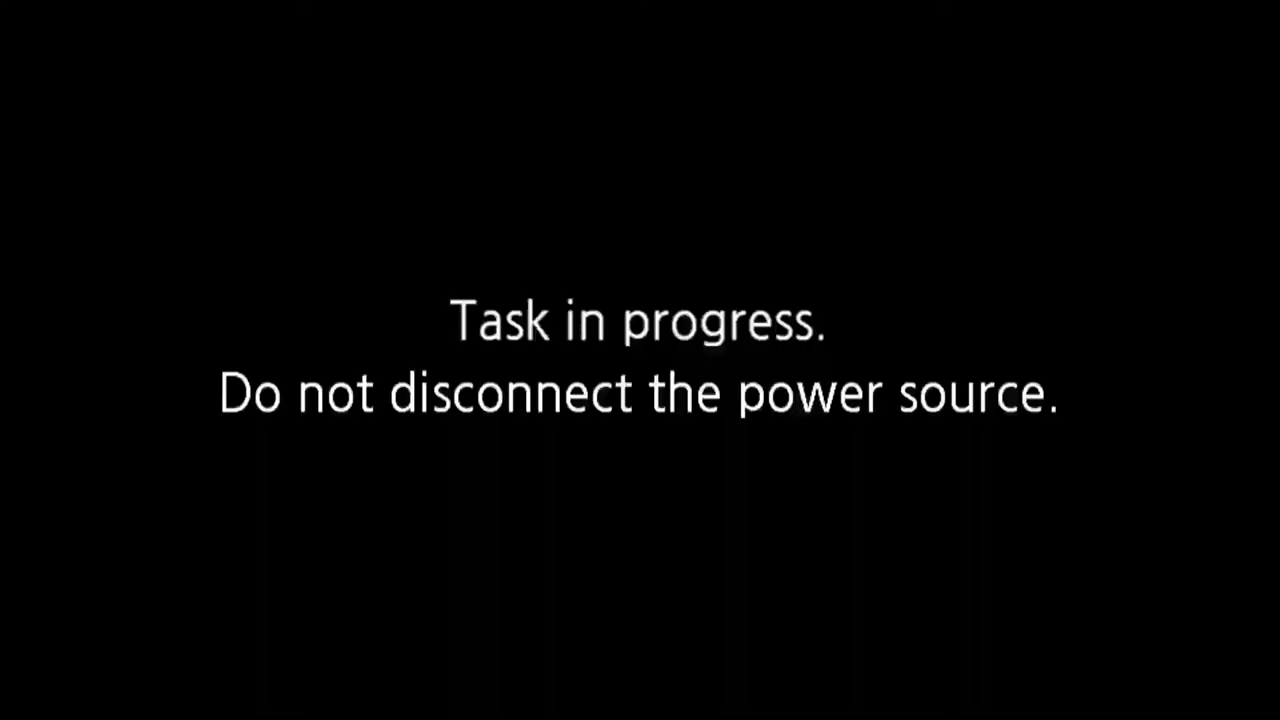 Task in progress.
Do not disconnect the power source.